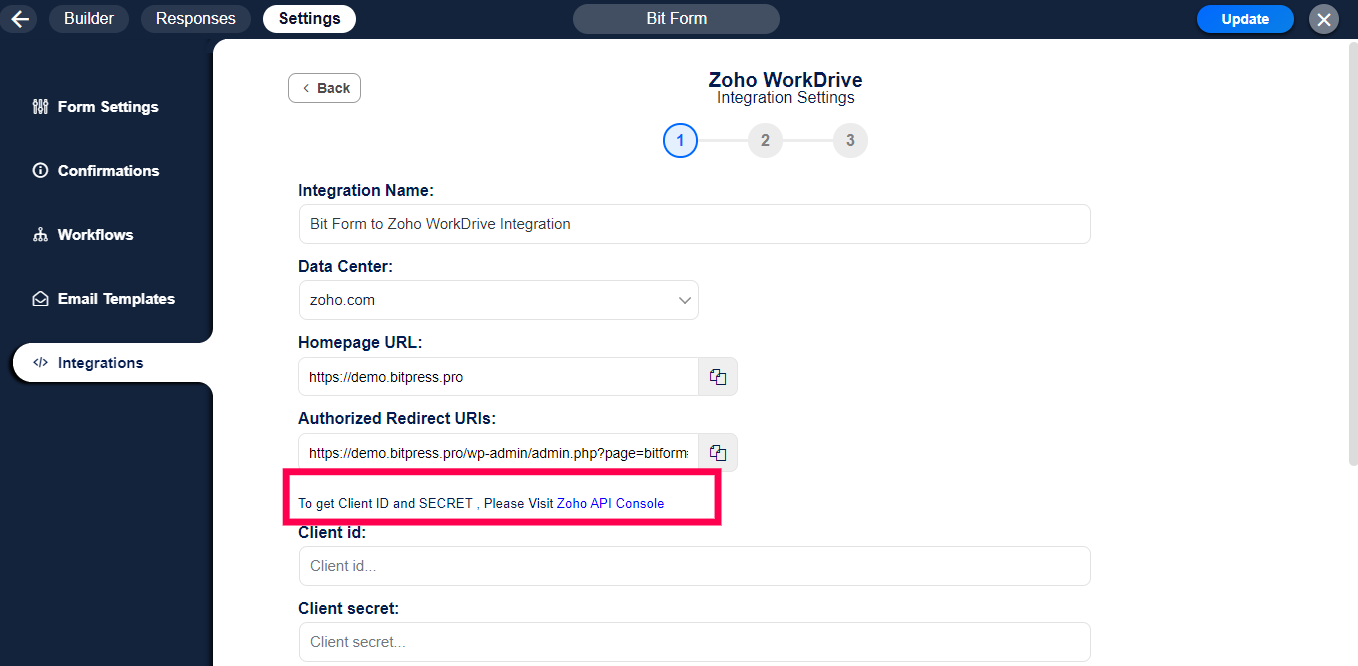 Builder
Responses
Settings
Bit Form
Update
Form Settings
Confirmations
Workflows
Email Templates
Integrations
Back
Zoho WorkDrive
Integration Settings
1
2
3
Integration Name:
Bit Form to Zoho WorkDrive Integration
Data Center:
zoho.com
Homepage URL:
https://demo.bitpress.pro
Authorized Redirect URIs:
https://demo.bitpress.pro/wp-admin/admin.php?page=bitform
To get Client ID and SECRET , Please Visit Zoho API Console
Client id:
Client id...
Client secret:
Client secret...